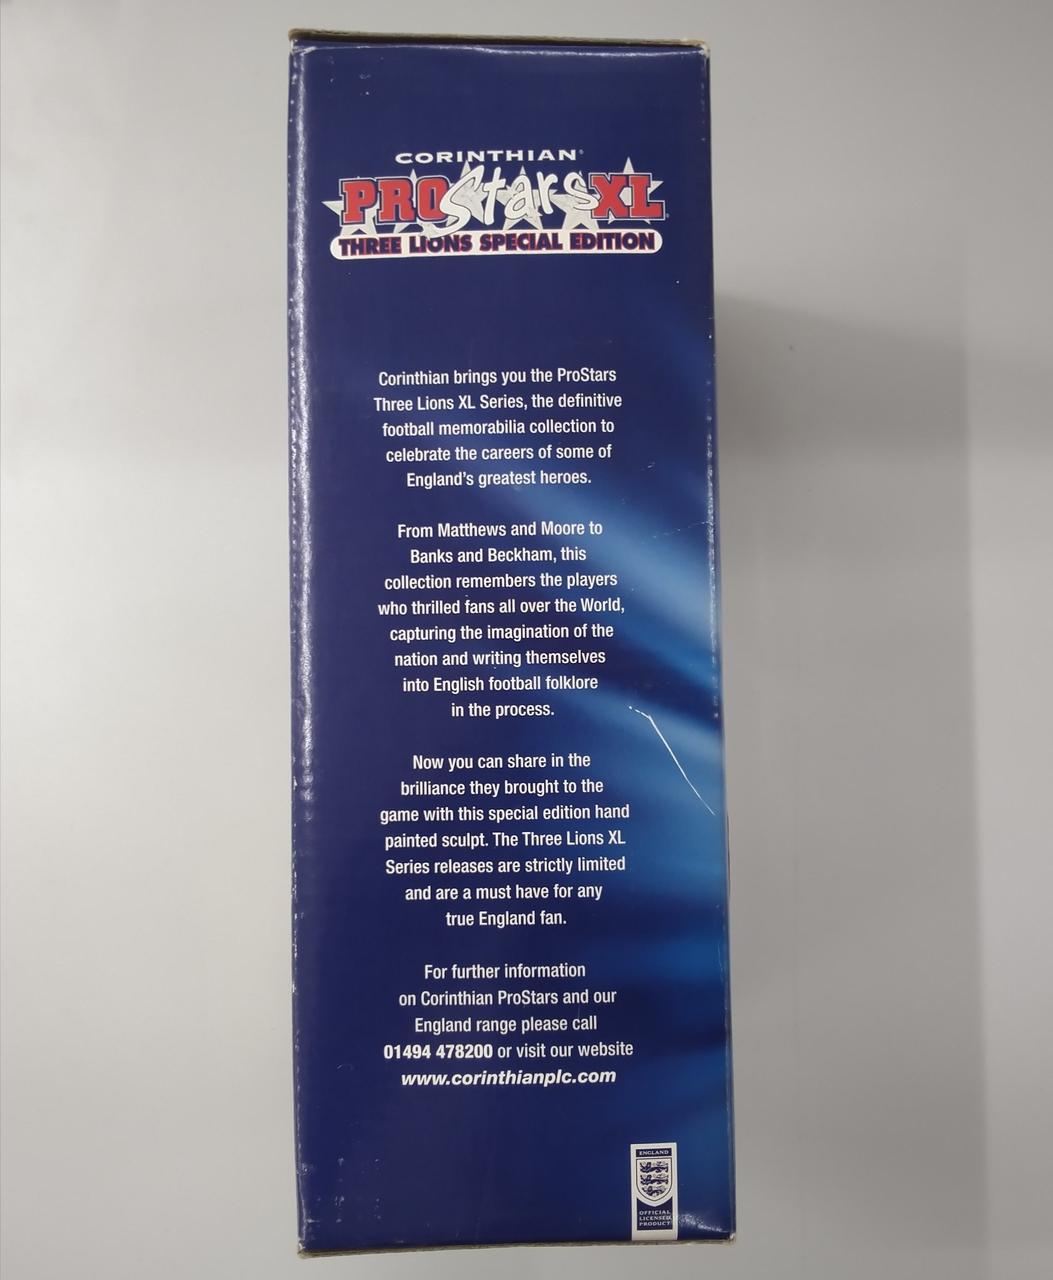 CORINTHIAN®
PROStarsXL
THREE LIONS SPECIAL EDITION
Corinthian brings you the ProStars
Three Lions XL Series, the definitive
football memorabilia collection to
celebrate the careers of some of
England's greatest heroes.
From Matthews and Moore to
Banks and Beckham, this
collection remembers the players
who thrilled fans all over the World,
capturing the imagination of the
nation and writing themselves
into English football folklore
in the process.
Now you can share in the
brilliance they brought to the
game with this special edition hand
painted sculpt. The Three Lions XL
Series releases are strictly limited
and are a must have for any
true England fan.
For further information
on Corinthian ProStars and our
England range please call
01494 478200 or visit our website
www.corinthianplc.com
ENGLAND
OFFICIAL
LICENSED
PRODUCT